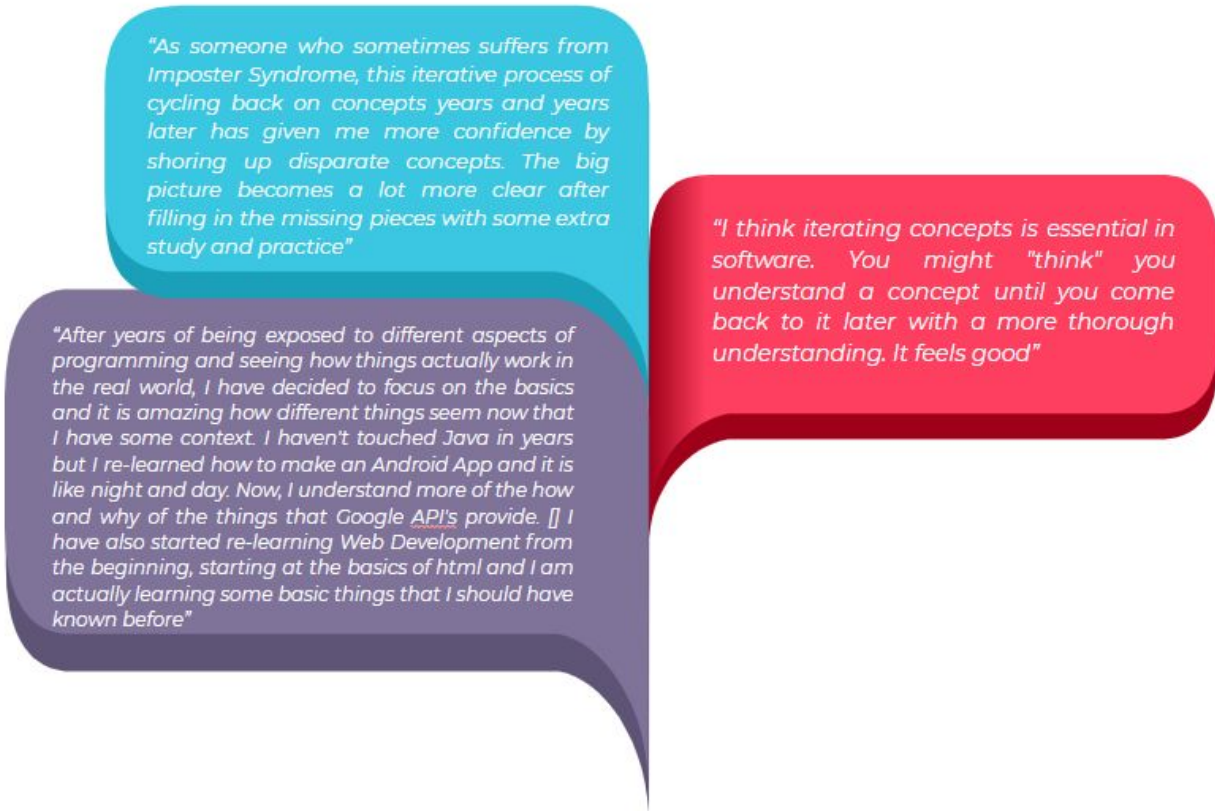 “As someone who sometimes suffers from
Imposter Syndrome, this iterative process of
cycling back on concepts years and years
later has given me more confidence by
shoring up disparate concepts. The big
picture becomes a lot more clear after
filling in the missing pieces with some extra
study and practice”
“I think iterating concepts is essential in
software. You might "think" you
understand a concept until you come
back to it later with a more thorough
understanding. It feels good”
“After years of being exposed to different aspects of
programming and seeing how things actually work in
the real world, I have decided to focus on the basics
and it is amazing how different things seem now that
I have some context. I haven't touched Java in years
but I re-learned how to make an Android App and it is
like night and day. Now, I understand more of the how
and why of the things that Google API's provide. [] I
have also started re-learning Web Development from
the beginning, starting at the basics of html and I am
actually learning some basic things that I should have
known before”